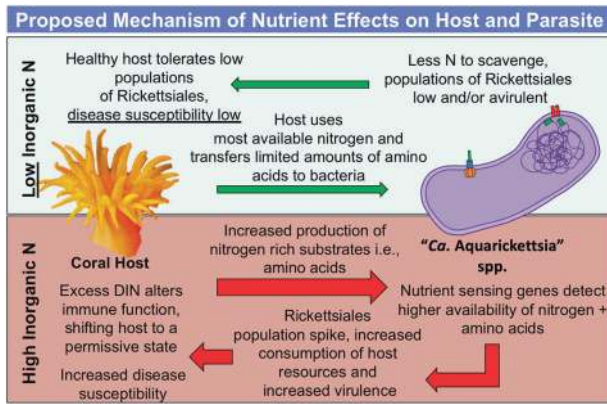 Proposed Mechanism of Nutrient Effects on Host and Parasite
Low Inorganic N
Healthy host tolerates low
populations
of Rickettsiales,
disease susceptibility low
Less N to scavenge,
populations of Rickettsiales
low and/or avirulent
Host uses
most available nitrogen and
transfers limited amounts of amino
acids to bacteria
High Inorganic N
Coral Host
Increased production of
nitrogen rich substrates i.e.,
amino acids
"Ca. Aquarickettsia"
spp.
Excess DIN alters
immune function,
shifting host to a
permissive state
Increased disease
susceptibility
Rickettsiales
population spike, increased
consumption of host
resources and
increased virulence
Nutrient sensing genes detect
higher availability of nitrogen +
amino acids